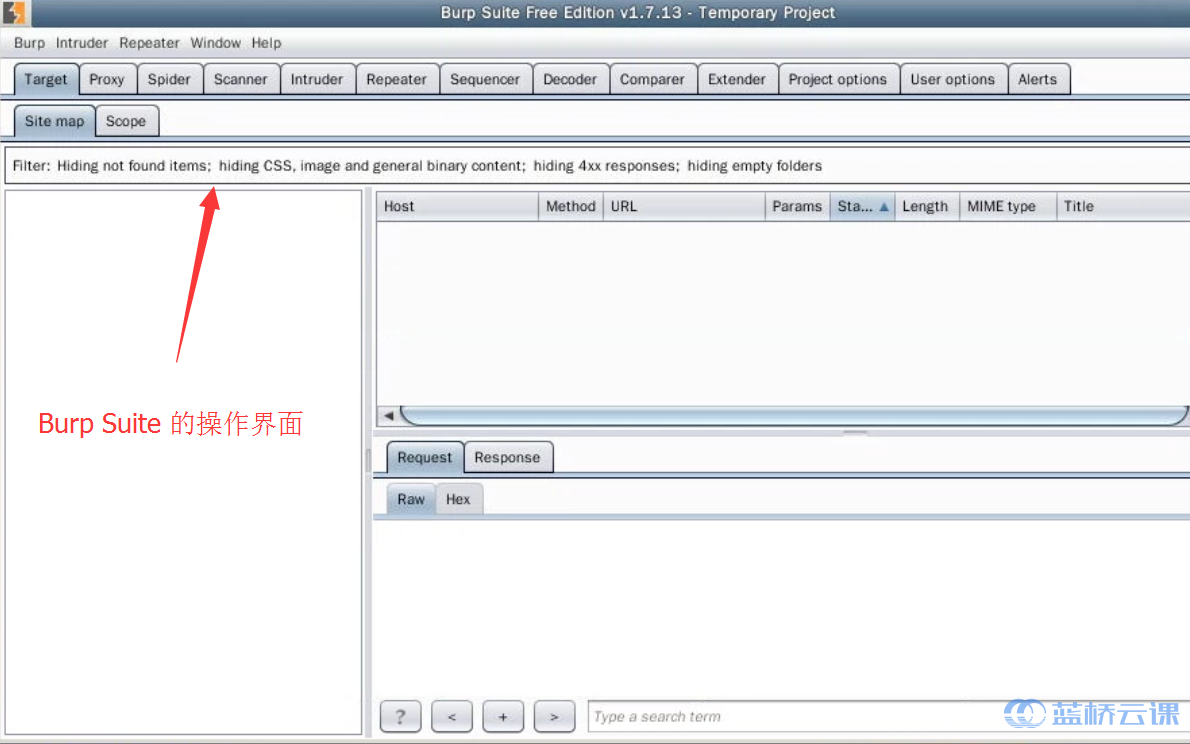 Burp Suite Free Edition v1.7.13 - Temporary Project
Burp Intruder Repeater Window Help
Target Proxy Spider Scanner Intruder Repeater Sequencer Decoder Comparer Extender Project options User options Alerts
Site map Scope
Filter: Hiding not found items; hiding CSS, image and general binary content; hiding 4xx responses; hiding empty folders
Host Method URL Params Sta... ▲ Length MIME type Title
Burp Suite 的操作界面
Request Response
Raw Hex
? < + > Type a search term
蓝桥云课